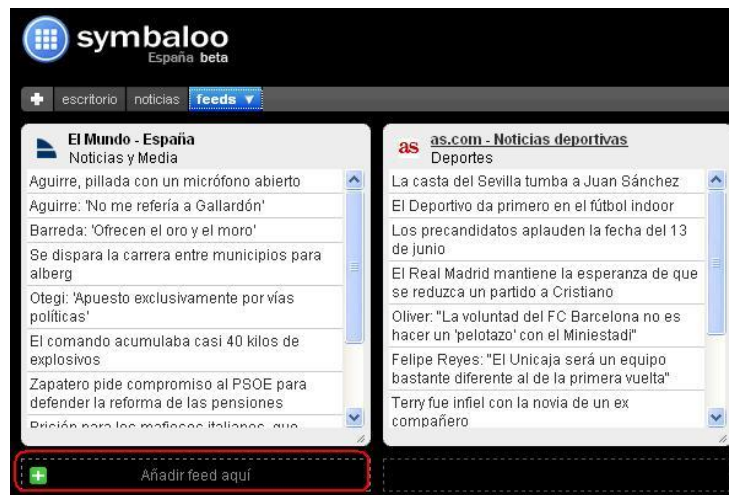 symbaloo
España beta
escritorio noticias feeds
El Mundo - España
Noticias y Media
Aguirre, pillada con un micrófono abierto
Aguirre: 'No me refería a Gallardón'
Barreda: 'Ofrecen el oro y el moro'
Se dispara la carrera entre municipios para
alberg
Otegi: 'Apuesto exclusivamente por vías
políticas'
El comando acumulaba casi 40 kilos de
explosivos
Zapatero pide compromiso al PSOE para
defender la reforma de las pensiones
Prisión para los mafiosos italianos, que
as as.com - Noticias deportivas
Deportes
La casta del Sevilla tumba a Juan Sánchez
El Deportivo da primero en el fútbol indoor
Los precandidatos aplauden la fecha del 13
de junio
El Real Madrid mantiene la esperanza de que
se reduzca un partido a Cristiano
Oliver: "La voluntad del FC Barcelona no es
hacer un 'pelotazo' con el Miniestadi"
Felipe Reyes: "El Unicaja será un equipo
bastante diferente al de la primera vuelta"
Terry fue infiel con la novia de un ex
compañero
Añadir feed aquí